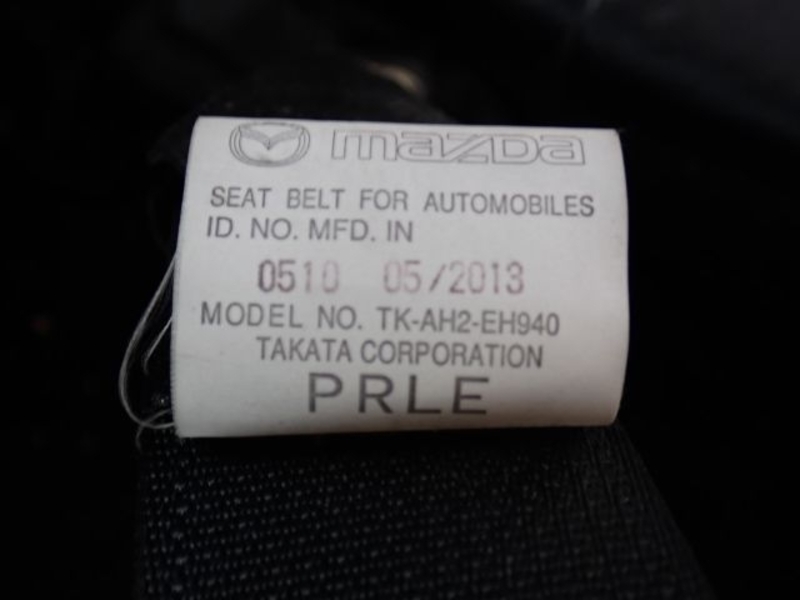 mazda
SEAT BELT FOR AUTOMOBILES
ID. NO. MFD. IN
0510 05/2013
MODEL NO. TK-AH2-EH940
TAKATA CORPORATION
PRLE